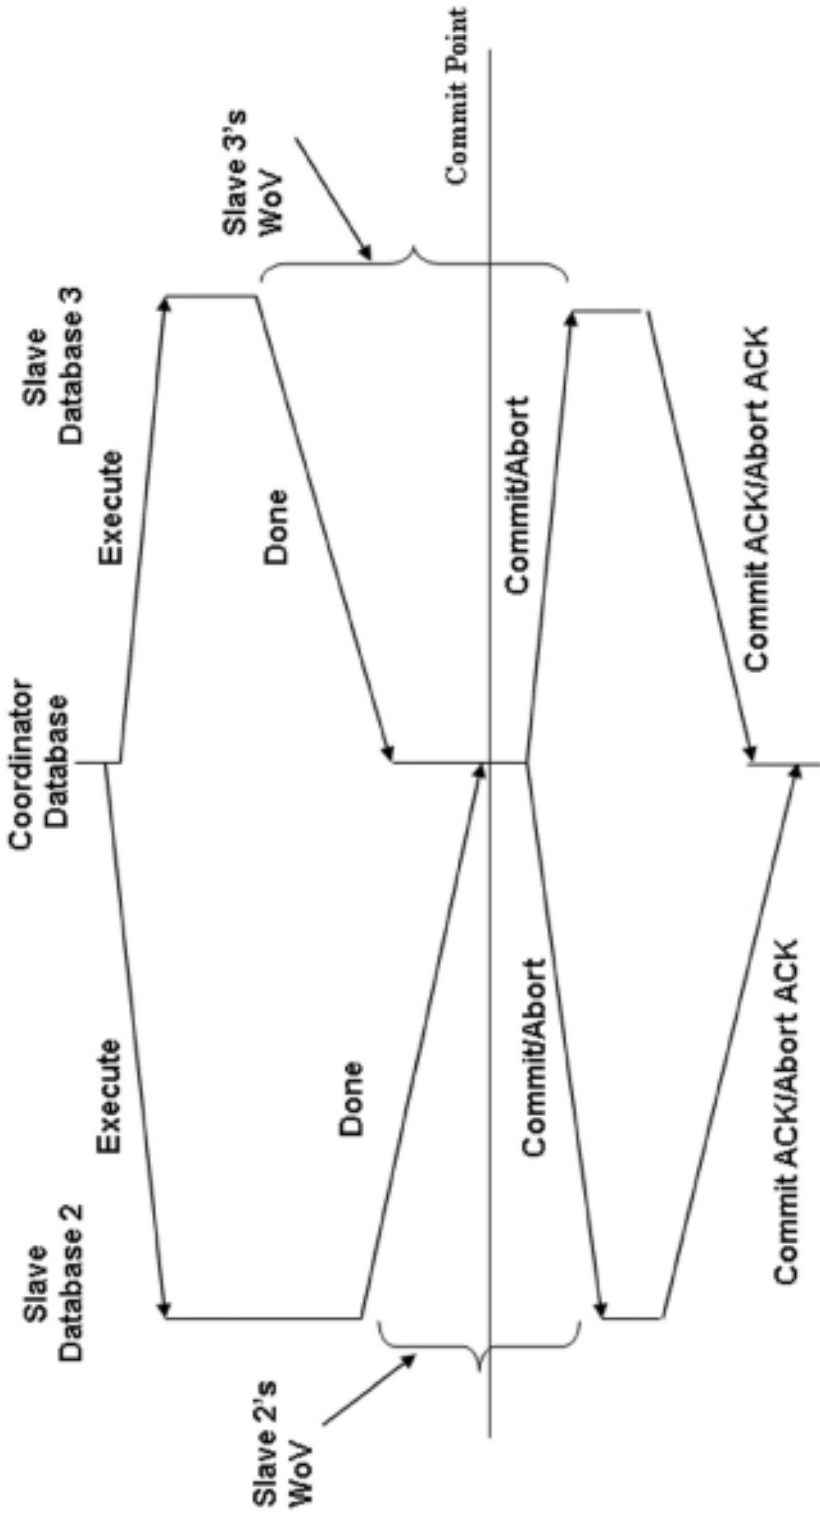 Slave
Database 2
Coordinator
Database
Slave
Database 3
Execute
Execute
Slave 2's
WoV
Done
Done
Slave 3's
WoV
Commit Point
Commit/Abort
Commit/Abort
Commit ACK/Abort ACK
Commit ACK/Abort ACK